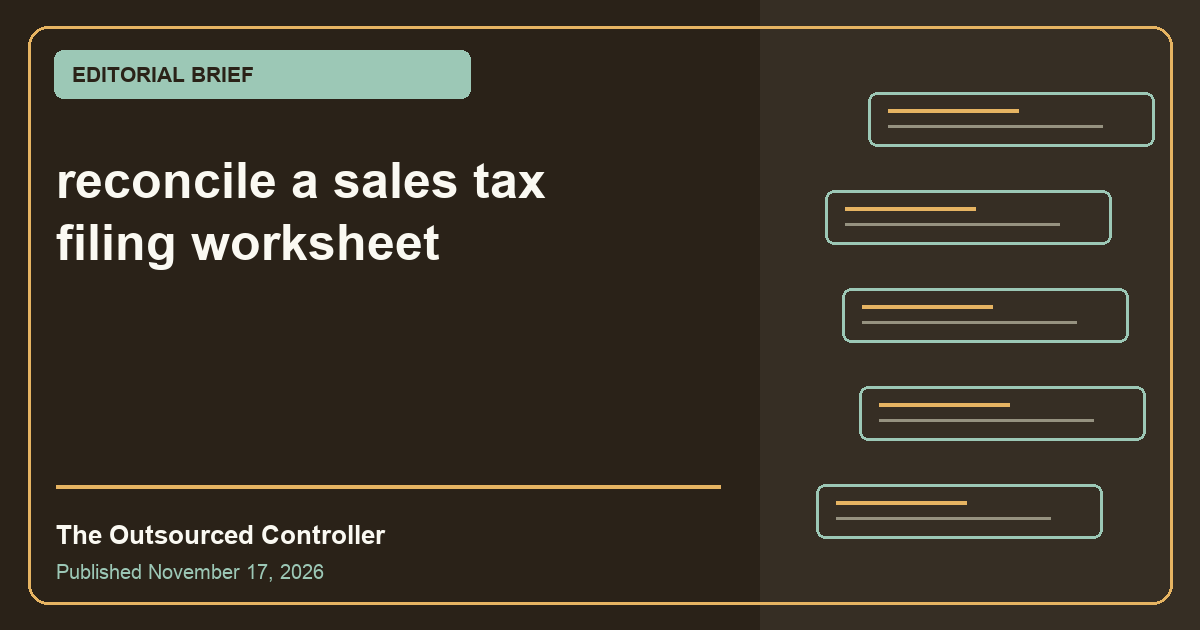 EDITORIAL BRIEF
reconcile a sales tax
filing worksheet
The Outsourced Controller
Published November 17, 2026